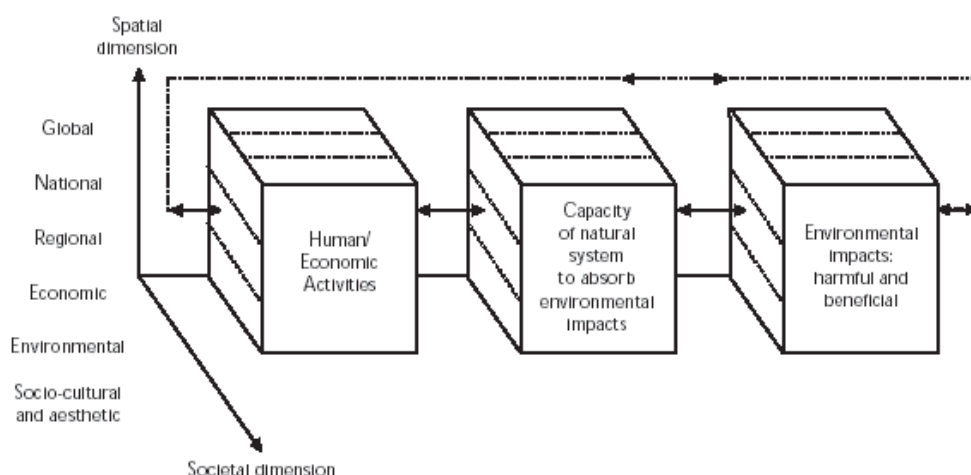 Spatial
dimension
Global
National
Regional
Economic
Environmental
Socio-cultural
and aesthetic
Societal dimension
Human/
Economic
Activities
Capacity
of natural
system
to absorb
environmental
impacts
Environmental
impacts:
harmful and
beneficial